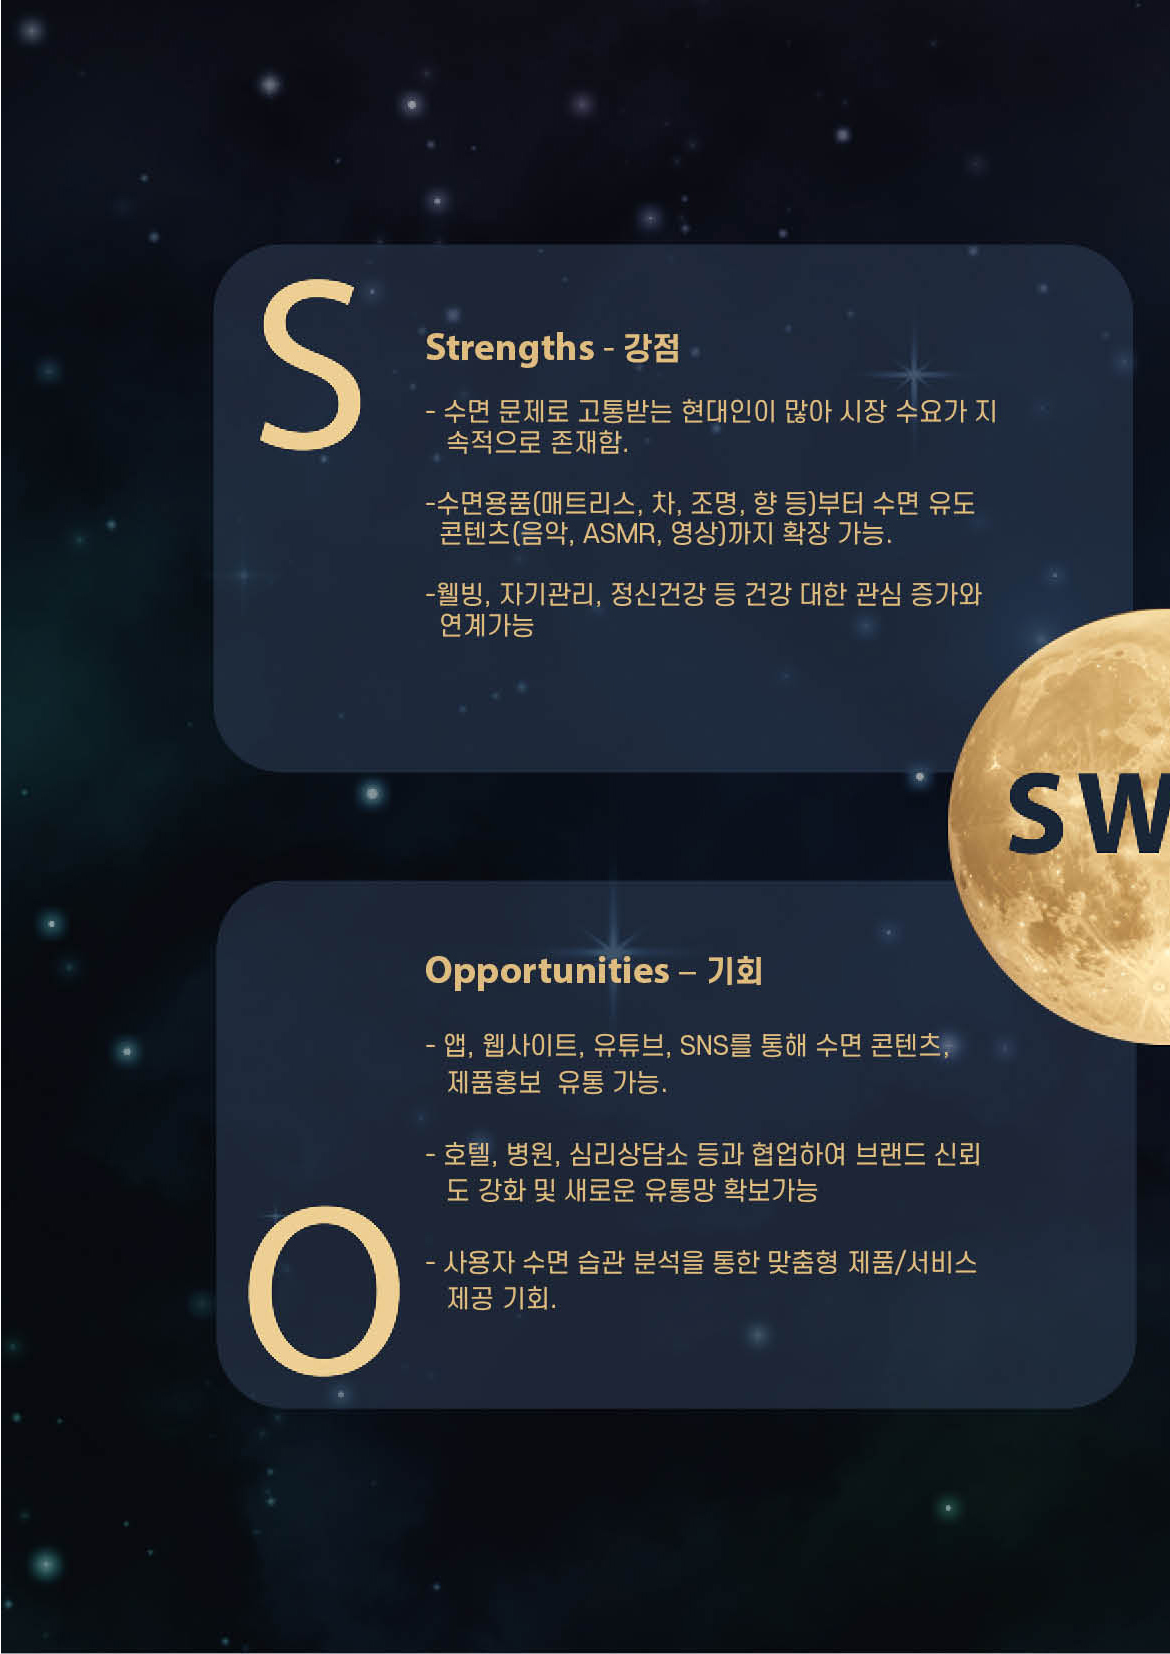 S
Strengths - 강점
- 수면 문제로 고통받는 현대인이 많아 시장 수요가 지
속적으로 존재함.
-수면용품(매트리스, 차, 조명, 향 등)부터 수면 유도
콘텐츠(음악, ASMR, 영상)까지 확장 가능.
-웰빙, 자기관리, 정신건강 등 건강 대한 관심 증가와
연계가능
SW
Opportunities – 기회
- 앱, 웹사이트, 유튜브, SNS를 통해 수면 콘텐츠,
제품홍보  유통 가능.
- 호텔, 병원, 심리상담소 등과 협업하여 브랜드 신뢰
도 강화 및 새로운 유통망 확보가능
- 사용자 수면 습관 분석을 통한 맞춤형 제품/서비스
제공 기회.
O